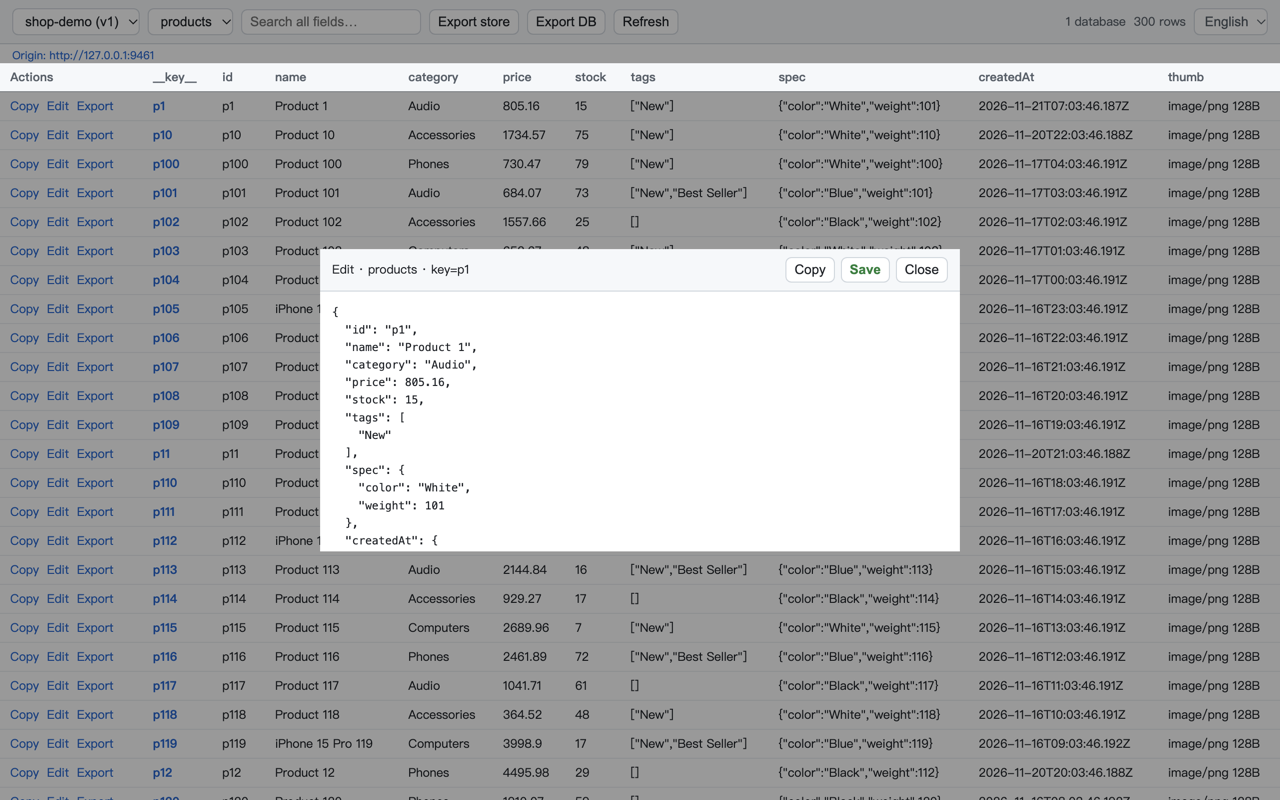 shop-demo (v1) products Search all fields… Export store Export DB Refresh 1 database 300 rows English
Origin: http://127.0.0.1:9461
Actions __key__ id name category price stock tags spec createdAt thumb
Copy Edit Export p1 p1 Product 1 Audio 805.16 15 ["New"] {"color":"White","weight":101} 2026-11-21T07:03:46.187Z image/png 128B
Copy Edit Export p10 p10 Product 10 Accessories 1734.57 75 ["New"] {"color":"White","weight":110} 2026-11-20T22:03:46.188Z image/png 128B
Copy Edit Export p100 p100 Product 100 Phones 730.47 79 ["New"] {"color":"White","weight":100} 2026-11-17T04:03:46.191Z image/png 128B
Copy Edit Export p101 p101 Product 101 Audio 684.07 73 ["New","Best Seller"] {"color":"Blue","weight":101} 2026-11-17T03:03:46.191Z image/png 128B
Copy Edit Export p102 p102 Product 102 Accessories 1557.66 25 [] {"color":"Black","weight":102} 2026-11-17T02:03:46.191Z image/png 128B
Copy Edit Export p103 p103 Product 2026-11-17T01:03:46.191Z image/png 128B
Copy Edit Export p104 p104 Product 2026-11-17T00:03:46.191Z image/png 128B
Copy Edit Export p105 p105 iPhone 1 2026-11-16T23:03:46.191Z image/png 128B
Copy Edit Export p106 p106 Product 2026-11-16T22:03:46.191Z image/png 128B
Copy Edit Export p107 p107 Product 2026-11-16T21:03:46.191Z image/png 128B
Copy Edit Export p108 p108 Product 2026-11-16T20:03:46.191Z image/png 128B
Copy Edit Export p109 p109 Product 2026-11-16T19:03:46.191Z image/png 128B
Copy Edit Export p11 p11 Product 2026-11-20T21:03:46.188Z image/png 128B
Copy Edit Export p110 p110 Product 2026-11-16T18:03:46.191Z image/png 128B
Copy Edit Export p111 p111 Product 2026-11-16T17:03:46.191Z image/png 128B
Copy Edit Export p112 p112 iPhone 1 2026-11-16T16:03:46.191Z image/png 128B
Edit · products · key=p1 Copy Save Close
{
"id": "p1",
"name": "Product 1",
"category": "Audio",
"price": 805.16,
"stock": 15,
"tags": [
"New"
],
"spec": {
"color": "White",
"weight": 101
},
"createdAt": {
Copy Edit Export p113 p113 Product 113 Audio 2144.84 16 ["New","Best Seller"] {"color":"Blue","weight":113} 2026-11-16T15:03:46.191Z image/png 128B
Copy Edit Export p114 p114 Product 114 Accessories 929.27 17 [] {"color":"Black","weight":114} 2026-11-16T14:03:46.191Z image/png 128B
Copy Edit Export p115 p115 Product 115 Computers 2689.96 7 ["New"] {"color":"White","weight":115} 2026-11-16T13:03:46.191Z image/png 128B
Copy Edit Export p116 p116 Product 116 Phones 2461.89 72 ["New","Best Seller"] {"color":"Blue","weight":116} 2026-11-16T12:03:46.191Z image/png 128B
Copy Edit Export p117 p117 Product 117 Audio 1041.71 61 [] {"color":"Black","weight":117} 2026-11-16T11:03:46.191Z image/png 128B
Copy Edit Export p118 p118 Product 118 Accessories 364.52 48 ["New"] {"color":"White","weight":118} 2026-11-16T10:03:46.191Z image/png 128B
Copy Edit Export p119 p119 iPhone 15 Pro 119 Computers 3998.9 17 ["New","Best Seller"] {"color":"Blue","weight":119} 2026-11-16T09:03:46.192Z image/png 128B
Copy Edit Export p12 p12 Product 12 Phones 4495.98 29 [] {"color":"Black","weight":112} 2026-11-20T20:03:46.188Z image/png 128B